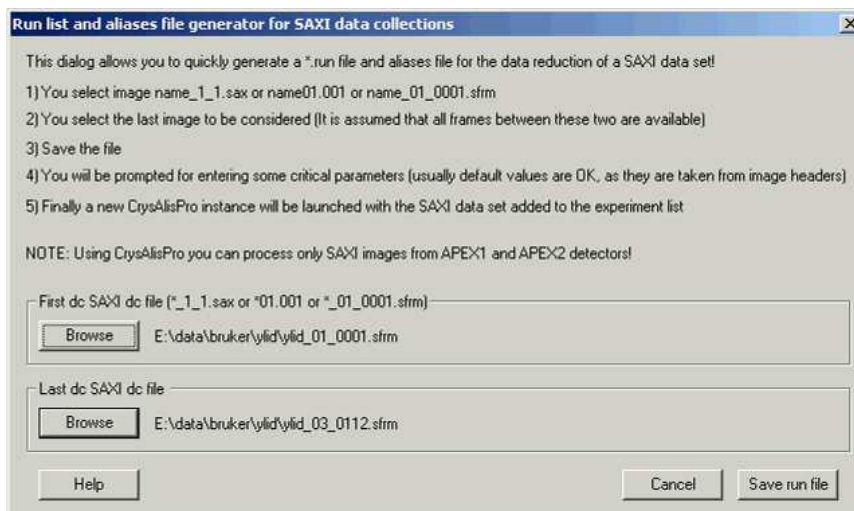 Run list and aliases file generator for SAXI data collections
This dialog allows you to quickly generate a *.run file and aliases file for the data reduction of a SAXI data set!
1) You select image name_1_1.sax or name01.001 or name_01_0001.sfrm
2) You select the last image to be considered (It is assumed that all frames between these two are available)
3) Save the file
4) You will be prompted for entering some critical parameters (usually default values are OK, as they are taken from image headers)
5) Finally a new CrysAlisPro instance will be launched with the SAXI data set added to the experiment list
NOTE: Using CrysAlisPro you can process only SAXI images from APEX1 and APEX2 detectors!
First dc SAXI dc file (*_1_1.sax or *01.001 or *_01_0001.sfrm)
Browse E:\data\bruker\ylid\ylid_01_0001.sfrm
Last dc SAXI dc file
Browse E:\data\bruker\ylid\ylid_03_0112.sfrm
Help Cancel Save run file